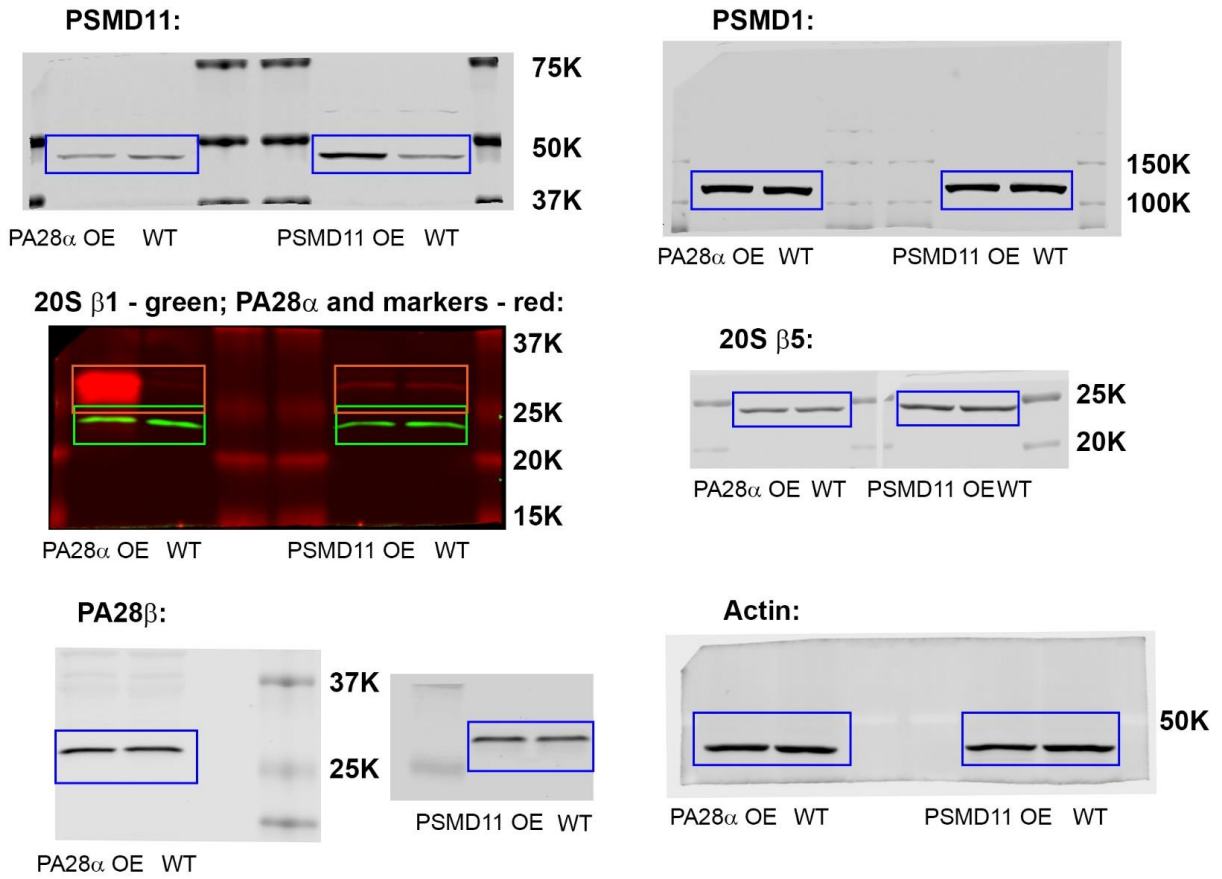 PSMD11:
75K
50K
37K
PA28α OE WT PSMD11 OE WT
PSMD1:
150K
100K
PA28α OE WT PSMD11 OE WT
20S β1 - green; PA28α and markers - red:
37K
25K
20K
15K
PA28α OE WT PSMD11 OE WT
20S β5:
25K
20K
PA28α OE WT PSMD11 OEWT
PA28β:
37K
25K
PA28α OE WT
PSMD11 OE WT
Actin:
50K
PA28α OE WT PSMD11 OE WT